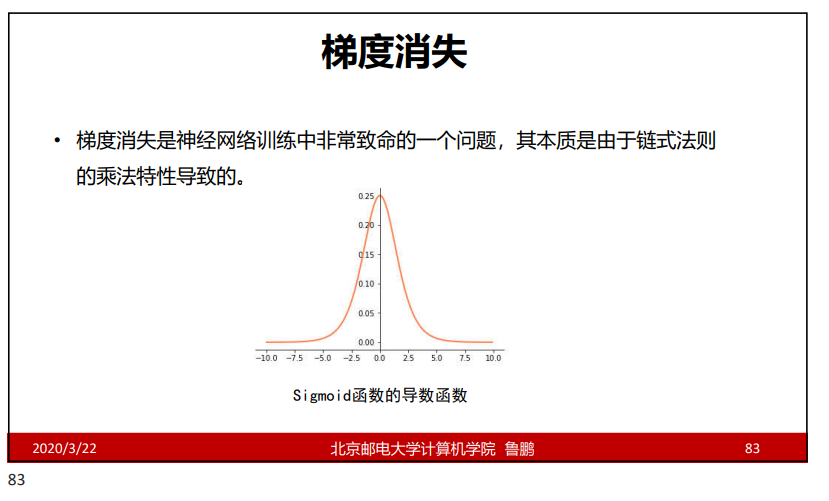 梯度消失
• 梯度消失是神经网络训练中非常致命的一个问题，其本质是由于链式法则
的乘法特性导致的。
0.25
0.20
0.15
0.10
0.05
0.00
−10.0 −7.5 −5.0 −2.5 0.0 2.5 5.0 7.5 10.0
Sigmoid函数的导数函数
2020/3/22 北京邮电大学计算机学院 鲁鹏 83
83